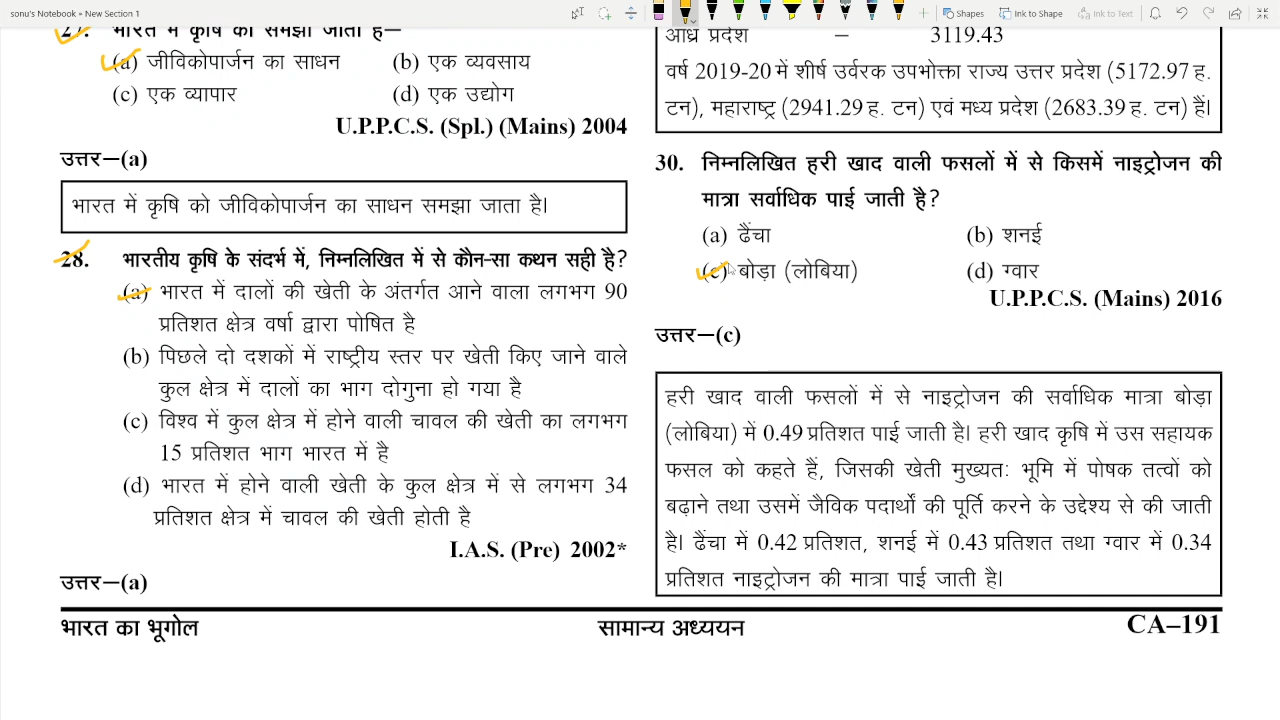 sonu's Notebook » New Section 1
Shapes
Ink to Shape
Ink to Text
27. भारत में कृषि को समझा जाता है–
(a) जीविकोपार्जन का साधन (b) एक व्यवसाय
(c) एक व्यापार (d) एक उद्योग
U.P.P.C.S. (Spl.) (Mains) 2004
उत्तर–(a)
भारत में कृषि को जीविकोपार्जन का साधन समझा जाता है।
28. भारतीय कृषि के संदर्भ में, निम्नलिखित में से कौन-सा कथन सही है?
(a) भारत में दालों की खेती के अंतर्गत आने वाला लगभग 90
प्रतिशत क्षेत्र वर्षा द्वारा पोषित है
(b) पिछले दो दशकों में राष्ट्रीय स्तर पर खेती किए जाने वाले
कुल क्षेत्र में दालों का भाग दोगुना हो गया है
(c) विश्व में कुल क्षेत्र में होने वाली चावल की खेती का लगभग
15 प्रतिशत भाग भारत में है
(d) भारत में होने वाली खेती के कुल क्षेत्र में से लगभग 34
प्रतिशत क्षेत्र में चावल की खेती होती है
I.A.S. (Pre) 2002*
उत्तर–(a)
आंध्र प्रदेश – 3119.43
वर्ष 2019-20 में शीर्ष उर्वरक उपभोक्ता राज्य उत्तर प्रदेश (5172.97 ह.
टन), महाराष्ट्र (2941.29 ह. टन) एवं मध्य प्रदेश (2683.39 ह. टन) हैं।
30. निम्नलिखित हरी खाद वाली फसलों में से किसमें नाइट्रोजन की
मात्रा सर्वाधिक पाई जाती है?
(a) ढैंचा (b) शनई
(c) बोड़ा (लोबिया) (d) ग्वार
U.P.P.C.S. (Mains) 2016
उत्तर–(c)
हरी खाद वाली फसलों में से नाइट्रोजन की सर्वाधिक मात्रा बोड़ा
(लोबिया) में 0.49 प्रतिशत पाई जाती है। हरी खाद कृषि में उस सहायक
फसल को कहते हैं, जिसकी खेती मुख्यतः भूमि में पोषक तत्वों को
बढ़ाने तथा उसमें जैविक पदार्थों की पूर्ति करने के उद्देश्य से की जाती
है। ढैंचा में 0.42 प्रतिशत, शनई में 0.43 प्रतिशत तथा ग्वार में 0.34
प्रतिशत नाइट्रोजन की मात्रा पाई जाती है।
भारत का भूगोल सामान्य अध्ययन CA–191